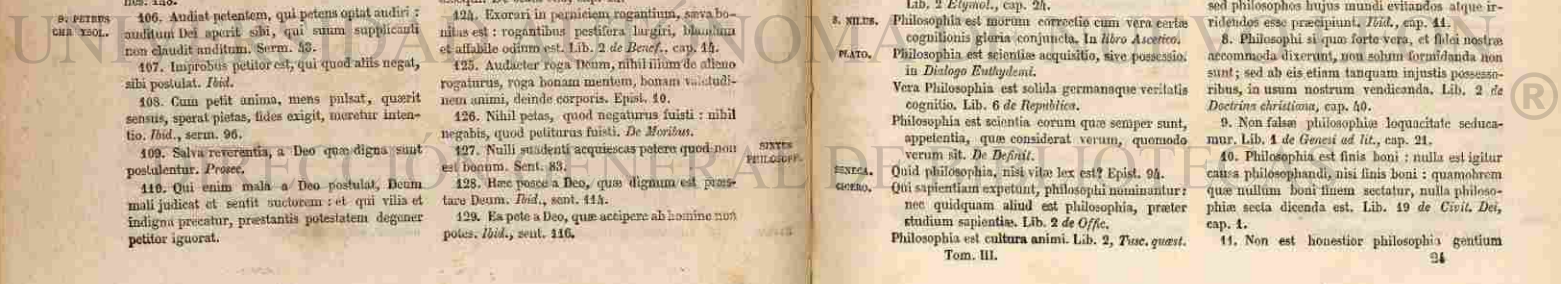 D. PETRUS
CHRYSOL.
106. Audiat petentem, qui petens optat audiri :
auditum Dei aperit sibi, qui suum supplicanti
non claudit auditum. Serm. 43.
107. Improbus petitor est, qui quod aliis negat,
sibi postulat. Ibid.
108. Cum petit anima, mens pulsat, quærit
sensus, sperat pietas, fides exigit, meretur inten-
tio. Ibid., serm. 96.
109. Salva reverentia, a Deo quæ digna sunt
postulentur. Prosec.
110. Qui enim mala a Deo postulat, Deum
mali judicat et sentit auctorem : et qui vilia et
indigna precatur, præstantis potestatem degener
petitor ignorat.
124. Exorari in perniciem rogantium, sæva bo-
nitas est : rogantibus pestifera largiri, blandum
et affabile odium est. Lib. 2 de Benef., cap. 14.
125. Audacter roga Deum, nihil illum de alieno
rogaturus, roga bonam mentem, bonam valetudi-
nem animi, deinde corporis. Epist. 10.
126. Nihil petas, quod negaturus fuisti : nihil
negabis, quod petiturus fuisti. De Moribus.
127. Nulli suadenti acquiescas petere quod non
est bonum. Sent. 83.
128. Hæc posce a Deo, quæ dignum est præs-
tare Deum. Ibid., sent. 114.
129. Ea pete a Deo, quæ accipere ab homine non
potes. Ibid., sent. 116.
SIXTUS
PHILOSOPH.
Lib. 2 Etymol., cap. 24.
S. NILUS.
Philosophia est morum correctio cum vera certæ
cognitionis gloria conjuncta. In libro Ascetico.
PLATO.
Philosophia est scientiæ acquisitio, sive possessio.
in Dialogo Euthydemi.
Vera Philosophia est solida germanaque veritatis
cognitio. Lib. 6 de Republica.
Philosophia est scientia eorum quæ semper sunt,
appetentia, quæ considerat verum, quomodo
verum sit. De Definit.
SENECA.
Quid philosophia, nisi vitæ lex est? Epist. 94.
CICERO.
Qui sapientiam expetunt, philosophi nominantur :
nec quidquam aliud est philosophia, præter
studium sapientiæ. Lib. 2 de Offic.
Philosophia est cultura animi. Lib. 2, Tusc. quæst.
Tom. III.
sed philosophos hujus mundi evitandos atque ir-
ridendos esse præcipiunt. Ibid., cap. 11.
8. Philosophi si quæ forte vera, et fidei nostræ
accommoda dixerunt, non solum formidanda non
sunt; sed ab eis etiam tanquam injustis possesso-
ribus, in usum nostrum vendicanda. Lib. 2 de
Doctrina christiana, cap. 40.
9. Non falsæ philosophiæ loquacitate seduca-
mur. Lib. 1 de Genesi ad lit., cap. 21.
10. Philosophia est finis boni : nulla est igitur
causa philosophandi, nisi finis boni : quamobrem
quæ nullum boni finem sectatur, nulla philoso-
phiæ secta dicenda est. Lib. 19 de Civit. Dei,
cap. 1.
11. Non est honestior philosophia gentium
24